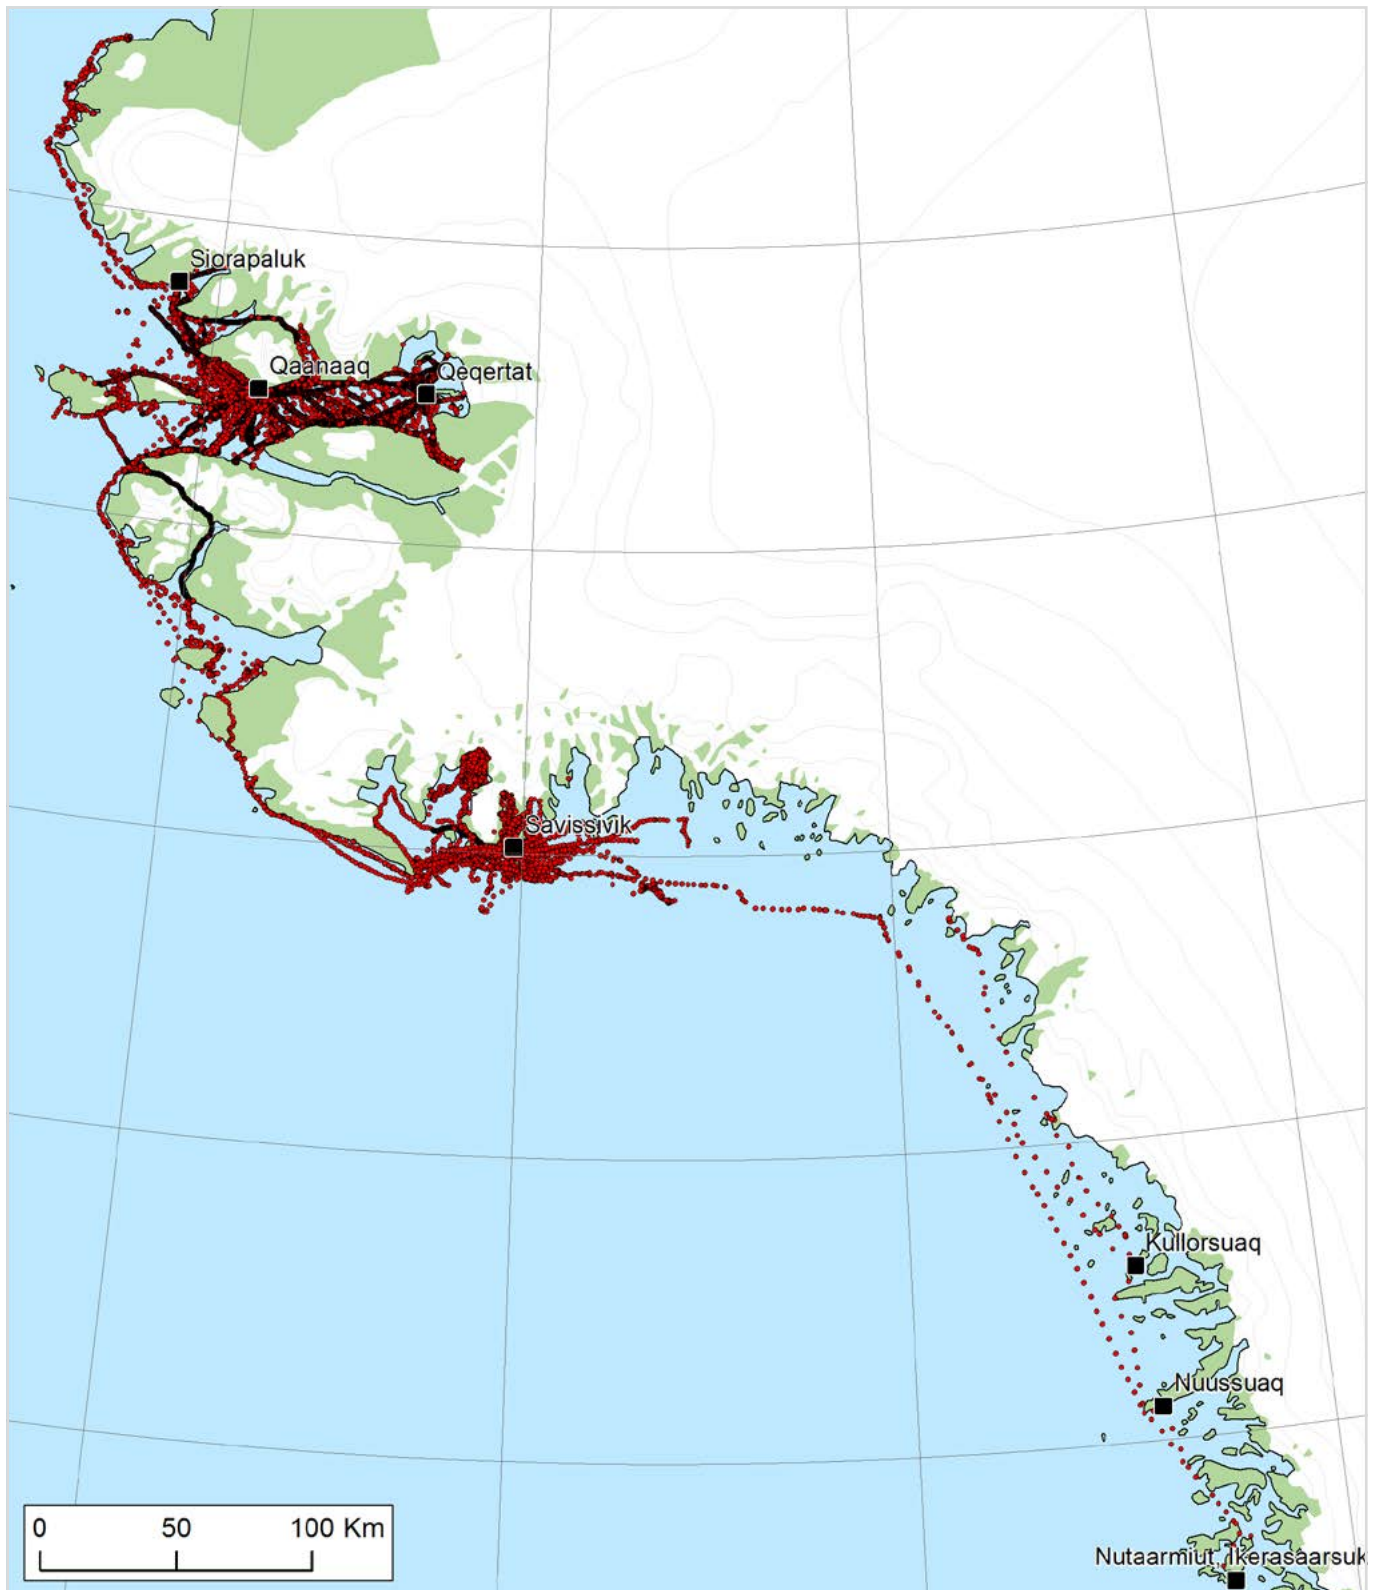 Siorapaluk
Qaanaaq
Qeqertat
Savissivik
Kullorsuaq
Nuussuaq
0 50 100 Km
Nutaarmiut, Ikerasaarsuk